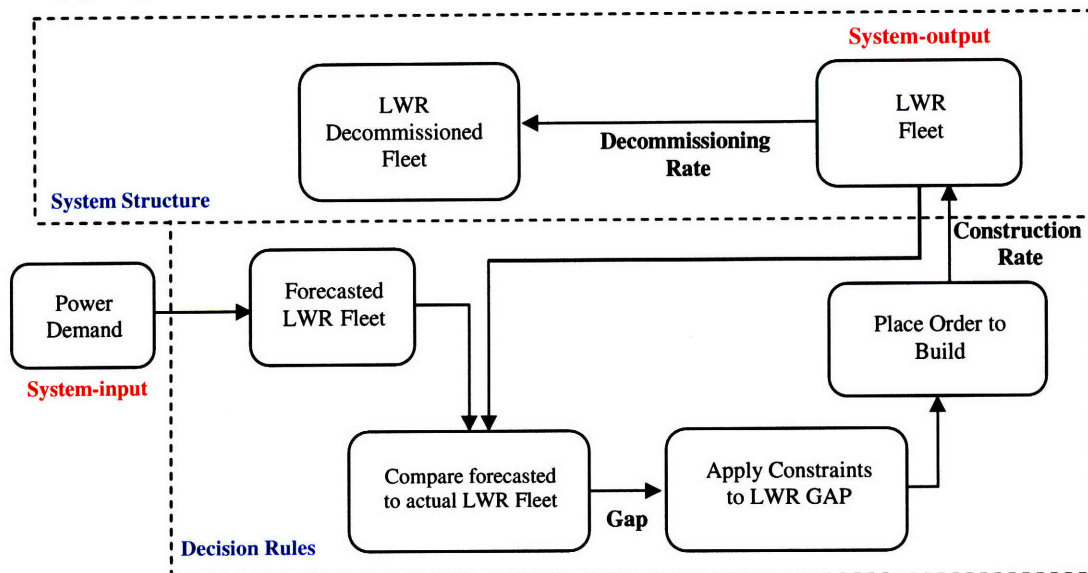 System-output
LWR
Decommissioned
Fleet
LWR
Fleet
Decommissioning
Rate
System Structure
Construction
Rate
Power
Demand
System-input
Forecasted
LWR Fleet
Place Order to
Build
Compare forecasted
to actual LWR Fleet
Gap
Apply Constraints
to LWR GAP
Decision Rules